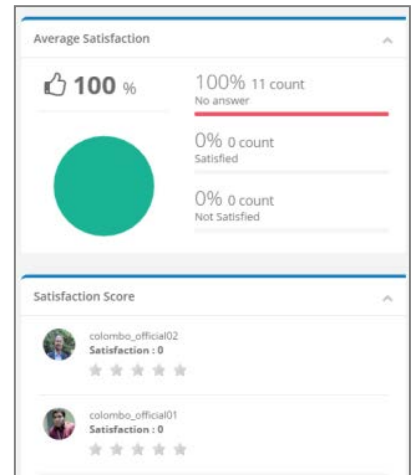 Average Satisfaction
100 %
100% 11 count
No answer
0% 0 count
Satisfied
0% 0 count
Not Satisfied
Satisfaction Score
colombo_official02
Satisfaction : 0
colombo_official01
Satisfaction : 0